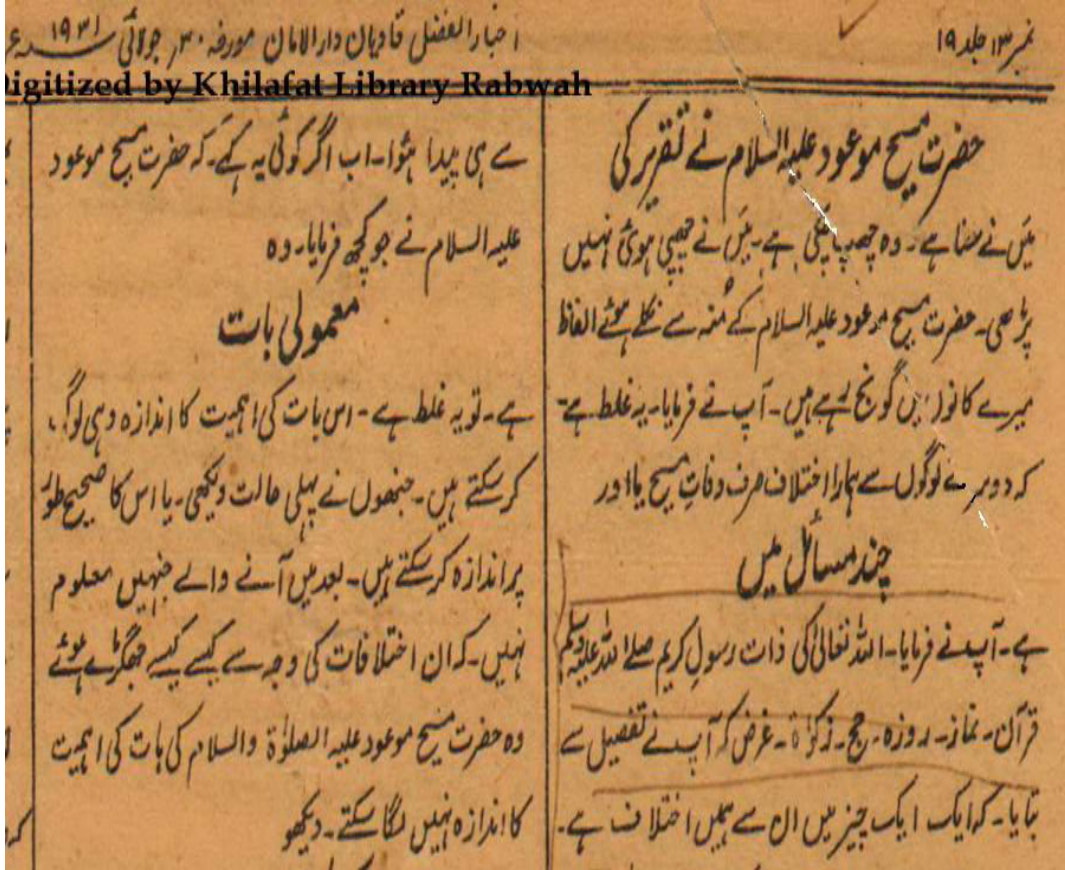 نمبر ۱۳ جلد ۱۹
اخبار الفضل قادیان دارالامان مورخہ ۳۰ جولائی ۱۹۳۱ء
Digitized by Khilafat Library Rabwah
حضرت مسیح موعود علیہ السلام نے تقریر کی
میں نے سنا ہے۔ وہ چھپ چکی ہے۔ میں نے چھپی ہوئی نہیں
پڑھی۔ حضرت مسیح موعود علیہ السلام کے مُنہ سے نکلے ہوئے الفاظ
میرے کانوں میں گونج رہے ہیں۔ آپ نے فرمایا۔ یہ غلط ہے۔
کہ دوسرے لوگوں سے ہمارا اختلاف صرف وفاتِ مسیح یا اور
چند مسائل میں
ہے۔ آپ نے فرمایا۔ اللہ تعالیٰ کی ذات رسول کریم صلے اللہ علیہ وسلم
قرآن۔ نماز۔ روزہ۔ حج۔ زکوٰۃ۔ غرض کہ آپ نے تفصیل سے
بتایا۔ کہ ایک ایک چیز میں ان سے ہمیں اختلاف ہے۔
سے ہی پیدا ہؤا۔ اب اگر کوئی یہ کہے۔ کہ حضرت مسیح موعود
علیہ السلام نے جو کچھ فرمایا۔ وہ
معمولی بات
ہے۔ تو یہ غلط ہے۔ اس بات کی اہمیت کا اندازہ وہی لوگ
کر سکتے ہیں۔ جنھوں نے پہلی حالت دیکھی۔ یا اس کا صحیح طور
پر اندازہ کر سکتے ہیں۔ بعد میں آنے والے جنہیں معلوم
نہیں۔ کہ ان اختلافات کی وجہ سے کیسے کیسے جھگڑے ہوئے
وہ حضرت مسیح موعود علیہ الصلوٰۃ والسلام کی بات کی اہمیت
کا اندازہ نہیں لگا سکتے۔ دیکھو